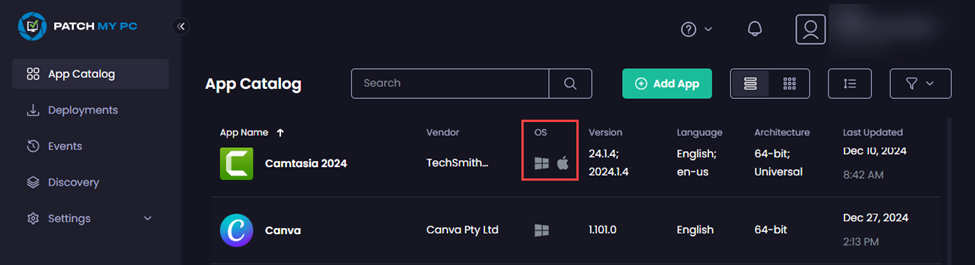 PATCH MY PC
App Catalog
Deployments
Events
Discovery
Settings
App Catalog
Search
Add App
App Name Vendor OS Version Language Architecture Last Updated
Camtasia 2024 TechSmith... 24.1.4; English; 64-bit; Dec 10, 2024
2024.1.4 en-us Universal 8:42 AM
Canva Canva Pty Ltd 1.101.0 English 64-bit Dec 27, 2024
2:13 PM